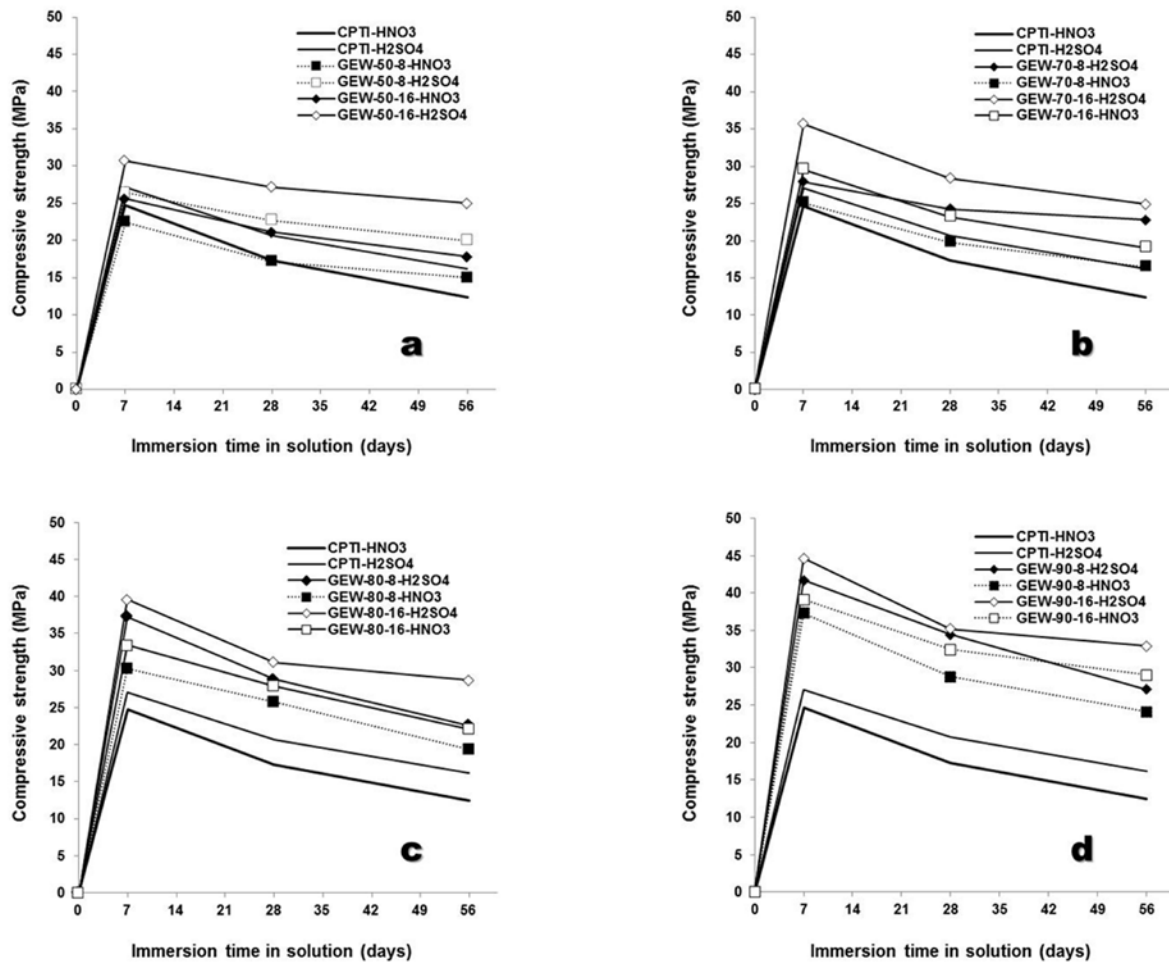 50
45
40
35
30
25
20
15
10
5
0
Compressive strength (MPa)
CPTI-HNO3
CPTI-H2SO4
GEW-50-8-HNO3
GEW-50-8-H2SO4
GEW-50-16-HNO3
GEW-50-16-H2SO4
a
0 7 14 21 28 35 42 49 56
Immersion time in solution (days)
50
45
40
35
30
25
20
15
10
5
0
Compressive strength (MPa)
CPTI-HNO3
CPTI-H2SO4
GEW-70-8-H2SO4
GEW-70-8-HNO3
GEW-70-16-H2SO4
GEW-70-16-HNO3
b
0 7 14 21 28 35 42 49 56
Immersion time in solution (days)
50
45
40
35
30
25
20
15
10
5
0
Compressive strength (MPa)
CPTI-HNO3
CPTI-H2SO4
GEW-80-8-H2SO4
GEW-80-8-HNO3
GEW-80-16-H2SO4
GEW-80-16-HNO3
c
0 7 14 21 28 35 42 49 56
Immersion time in solution (days)
50
45
40
35
30
25
20
15
10
5
0
Compressive strength (MPa)
CPTI-HNO3
CPTI-H2SO4
GEW-90-8-H2SO4
GEW-90-8-HNO3
GEW-90-16-H2SO4
GEW-90-16-HNO3
d
0 7 14 21 28 35 42 49 56
Immersion time in solution (days)